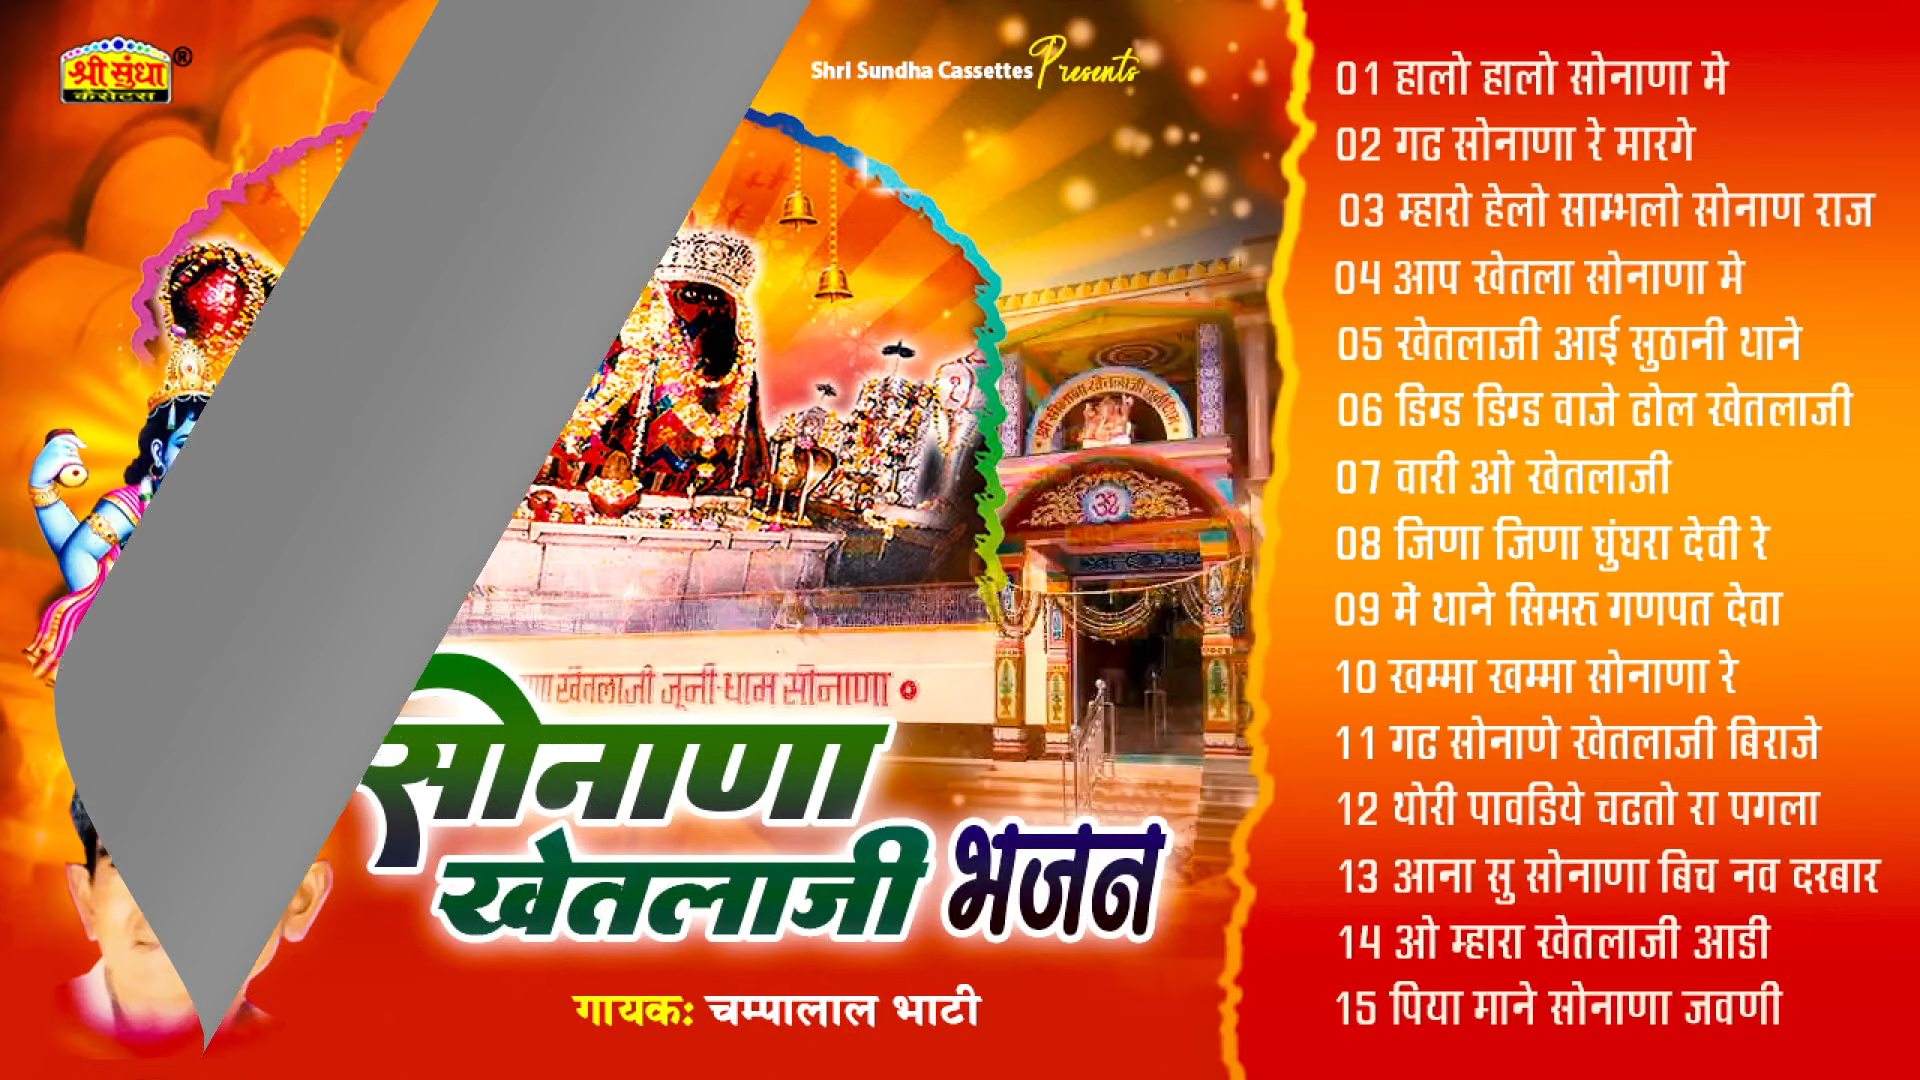 श्री सुंधा
कैसेट्स
®
Shri Sundha Cassettes Presents
श्री सोनाणा खेतलाजी जुनी धाम
ॐ
खेतलाजी जूनी धाम सोनाणा
सोनाणा
खेतलाजी भजन
गायक: चम्पालाल भाटी
01 हालो हालो सोनाणा मे
02 गढ सोनाणा रे मारगे
03 म्हारो हेलो साम्भलो सोनाण राज
04 आप खेतला सोनाणा मे
05 खेतलाजी आई सुठानी थाने
06 डिग्ड डिग्ड वाजे ढोल खेतलाजी
07 वारी ओ खेतलाजी
08 जिणा जिणा घुंघरा देवी रे
09 में थाने सिमरु गणपत देवा
10 खम्मा खम्मा सोनाणा रे
11 गढ सोनाणे खेतलाजी बिराजे
12 थोरी पावडिये चढतो रा पगला
13 आना सु सोनाणा बिच नव दरबार
14 ओ म्हारा खेतलाजी आडी
15 पिया माने सोनाणा जवणी